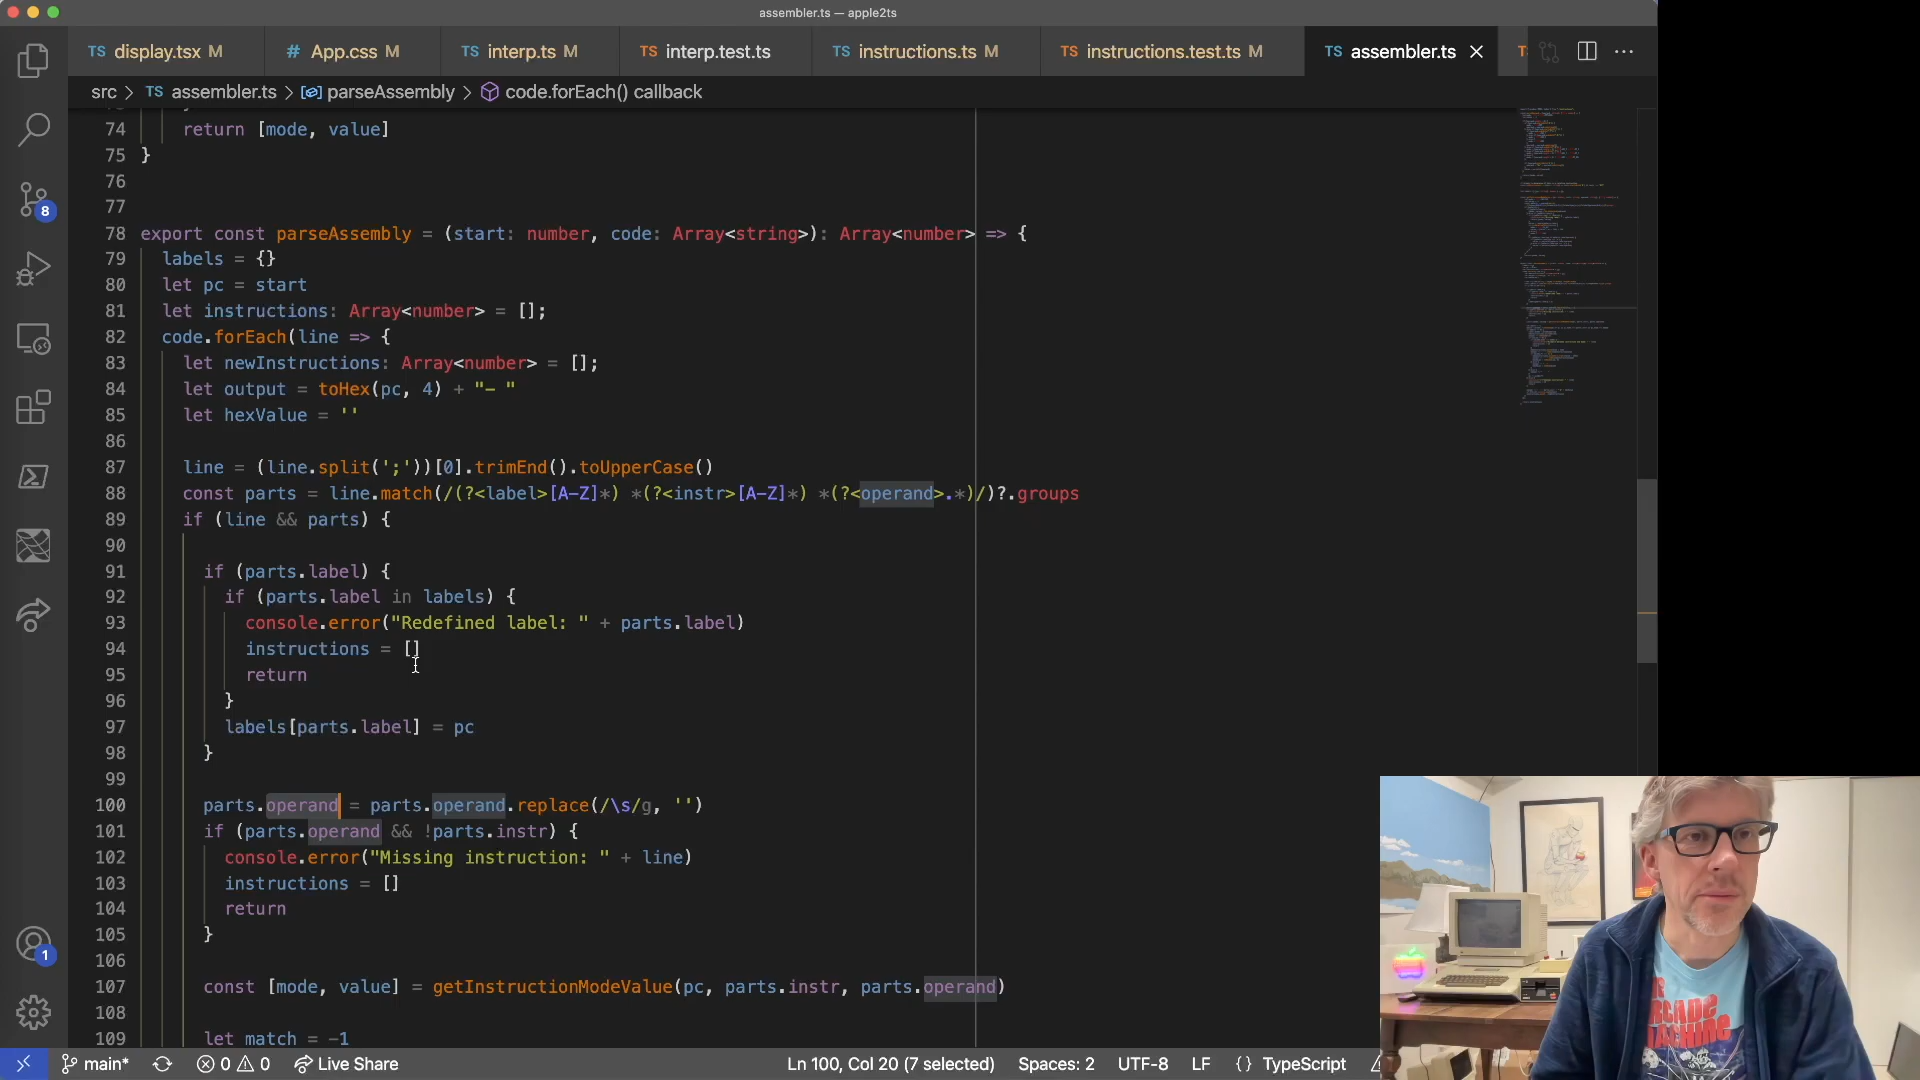 assembler.ts — apple2ts
TS display.tsx M
# App.css M
TS interp.ts M
TS interp.test.ts
TS instructions.ts M
TS instructions.test.ts M
TS assembler.ts
src > TS assembler.ts > parseAssembly > code.forEach() callback
74 return [mode, value]
75 }
76
77
78 export const parseAssembly = (start: number, code: Array<string>): Array<number> => {
79 labels = {}
80 let pc = start
81 let instructions: Array<number> = [];
82 code.forEach(line => {
83 let newInstructions: Array<number> = [];
84 let output = toHex(pc, 4) + "- "
85 let hexValue = ''
86
87 line = (line.split(';'))[0].trimEnd().toUpperCase()
88 const parts = line.match(/(?<label>[A-Z]*) *(?<instr>[A-Z]*) *(?<operand>.*)/)?.groups
89 if (line && parts) {
90
91 if (parts.label) {
92 if (parts.label in labels) {
93 console.error("Redefined label: " + parts.label)
94 instructions = []
95 return
96 }
97 labels[parts.label] = pc
98 }
99
100 parts.operand = parts.operand.replace(/\s/g, '')
101 if (parts.operand && !parts.instr) {
102 console.error("Missing instruction: " + line)
103 instructions = []
104 return
105 }
106
107 const [mode, value] = getInstructionModeValue(pc, parts.instr, parts.operand)
108
109 let match = -1
8
1
main* 0 0 Live Share Ln 100, Col 20 (7 selected) Spaces: 2 UTF-8 LF {} TypeScript